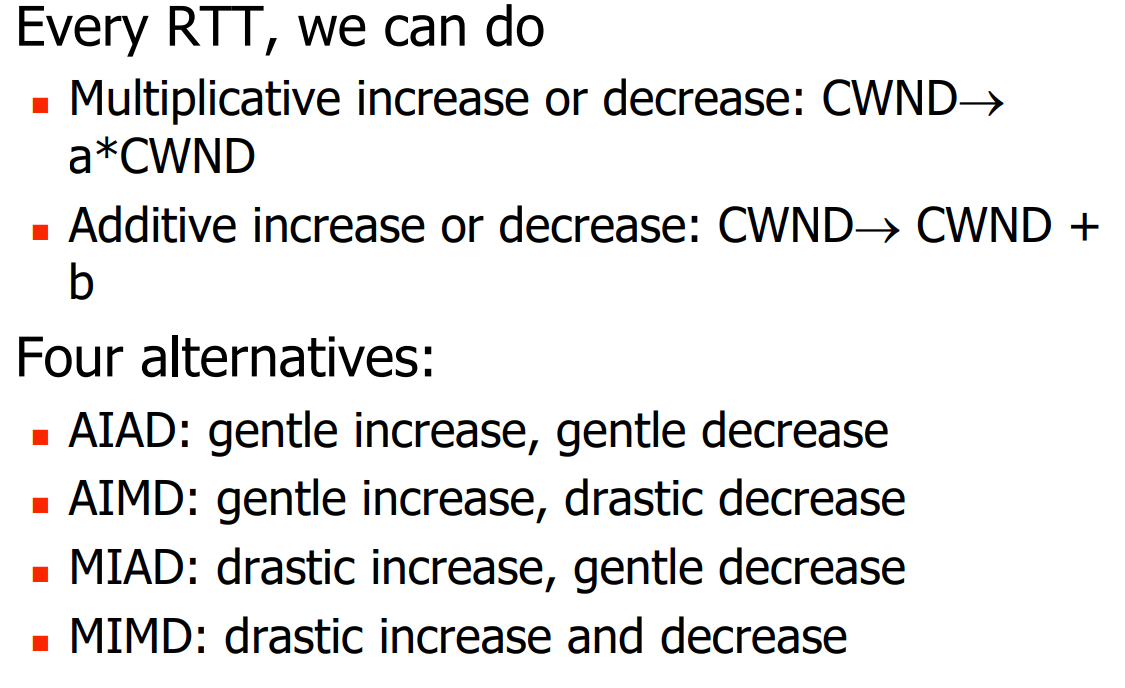 Every RTT, we can do
▪ Multiplicative increase or decrease: CWND→
a*CWND
▪ Additive increase or decrease: CWND→ CWND +
b
Four alternatives:
▪ AIAD: gentle increase, gentle decrease
▪ AIMD: gentle increase, drastic decrease
▪ MIAD: drastic increase, gentle decrease
▪ MIMD: drastic increase and decrease